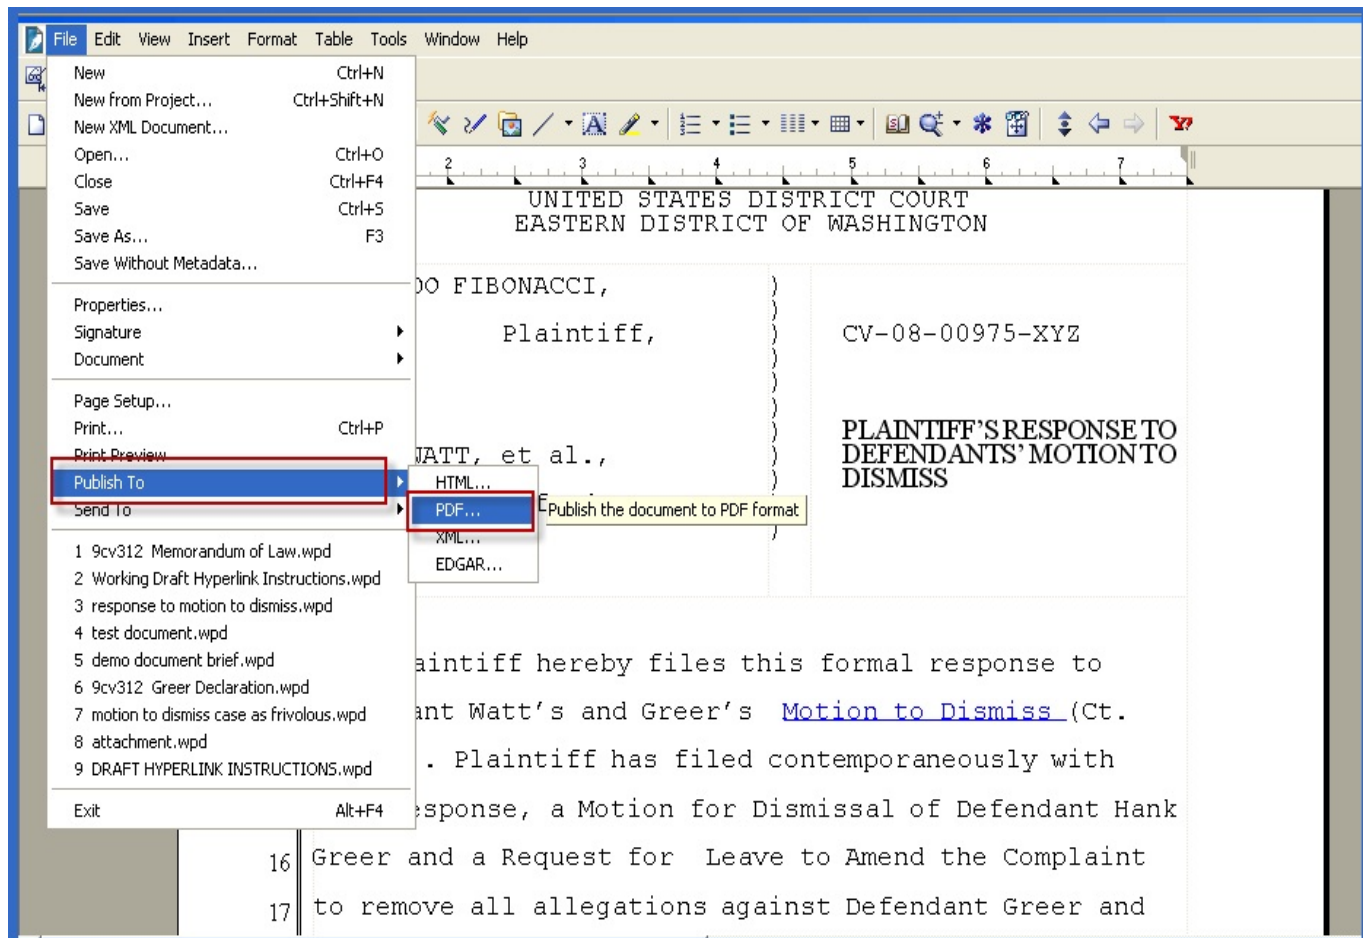 File Edit View Insert Format Table Tools Window Help
New Ctrl+N
New from Project... Ctrl+Shift+N
New XML Document...
Open... Ctrl+O
Close Ctrl+F4
Save Ctrl+S
Save As... F3
Save Without Metadata...
Properties...
Signature
Document
Page Setup...
Print... Ctrl+P
Print Preview
Publish To
Send To
1 9cv312 Memorandum of Law.wpd
2 Working Draft Hyperlink Instructions.wpd
3 response to motion to dismiss.wpd
4 test document.wpd
5 demo document brief.wpd
6 9cv312 Greer Declaration.wpd
7 motion to dismiss case as frivolous.wpd
8 attachment.wpd
9 DRAFT HYPERLINK INSTRUCTIONS.wpd
Exit Alt+F4
HTML...
PDF...
XML...
EDGAR...
Publish the document to PDF format
2 3 4 5 6 7
UNITED STATES DISTRICT COURT
EASTERN DISTRICT OF WASHINGTON
DO FIBONACCI, )
)
Plaintiff, ) CV-08-00975-XYZ
)
)
)
) PLAINTIFF'S RESPONSE TO
WATT, et al., ) DEFENDANTS' MOTION TO
) DISMISS
)
aintiff hereby files this formal response to
ant Watt's and Greer's Motion to Dismiss (Ct.
. Plaintiff has filed contemporaneously with
sponse, a Motion for Dismissal of Defendant Hank
16 Greer and a Request for Leave to Amend the Complaint
17 to remove all allegations against Defendant Greer and